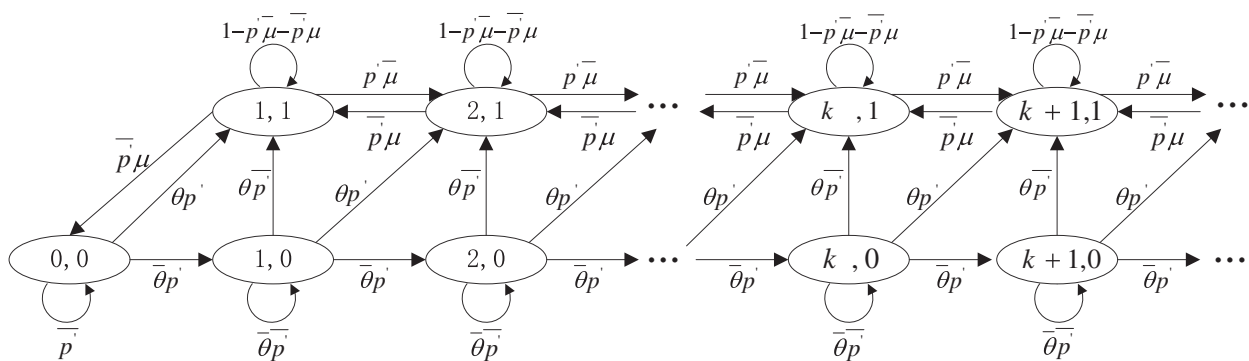 1−p'μ̅−p̅'μ 1−p'μ̅−p̅'μ 1−p'μ̅−p̅'μ 1−p'μ̅−p̅'μ
p'μ̅ p'μ̅ p'μ̅ p'μ̅ p'μ̅
1, 1 2, 1 ••• k , 1 k + 1,1 •••
p̅'μ p̅'μ p̅'μ p̅'μ p̅'μ
p̅'μ
θp' θp̅' θp' θp̅' θp' θp' θp̅' θp' θp̅' θp'
0, 0 1, 0 2, 0 ••• k , 0 k + 1,0 •••
θ̅p' θ̅p' θ̅p' θ̅p' θ̅p' θ̅p'
p̅' θ̅p̅' θ̅p̅' θ̅p̅' θ̅p̅'